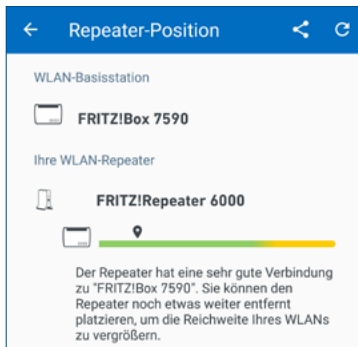 Repeater-Position
WLAN-Basisstation
FRITZ!Box 7590
Ihre WLAN-Repeater
FRITZ!Repeater 6000
Der Repeater hat eine sehr gute Verbindung
zu "FRITZ!Box 7590". Sie können den
Repeater noch etwas weiter entfernt
platzieren, um die Reichweite Ihres WLANs
zu vergrößern.